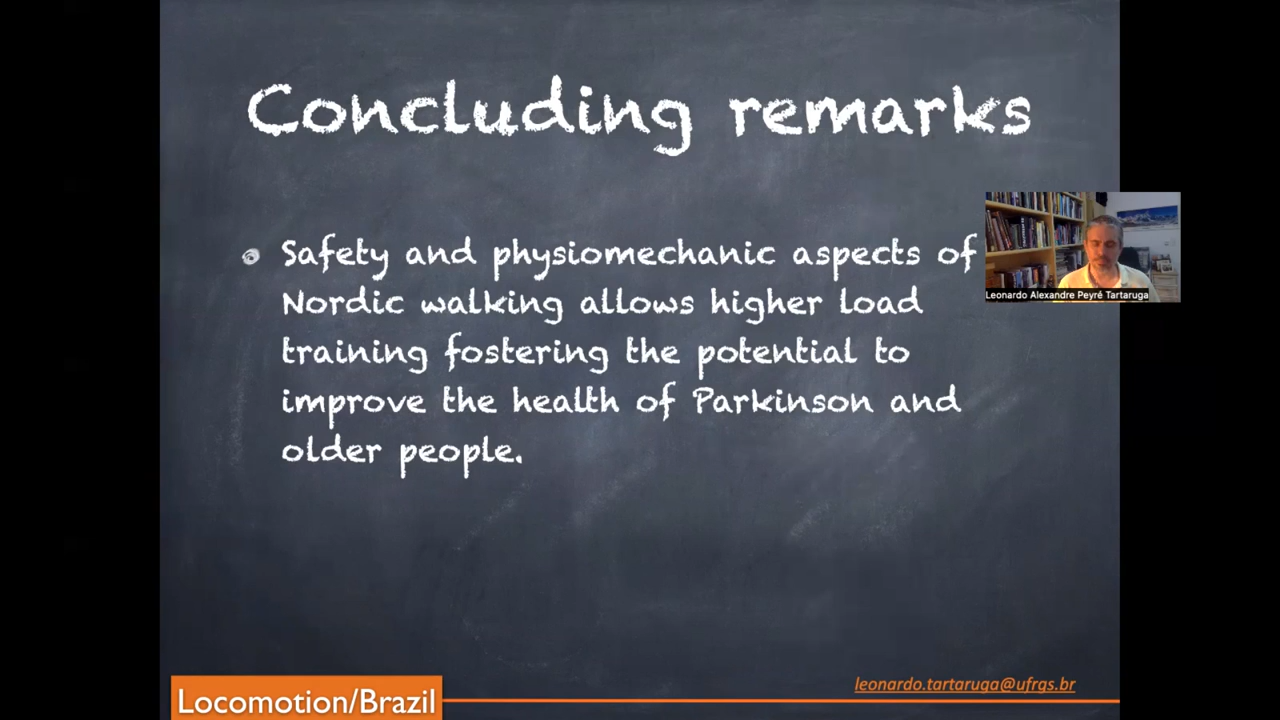 Concluding remarks
Safety and physiomechanic aspects of
Nordic walking allows higher load
training fostering the potential to
improve the health of Parkinson and
older people.
Leonardo Alexandre Peyré Tartaruga
leonardo.tartaruga@ufrgs.br
Locomotion/Brazil